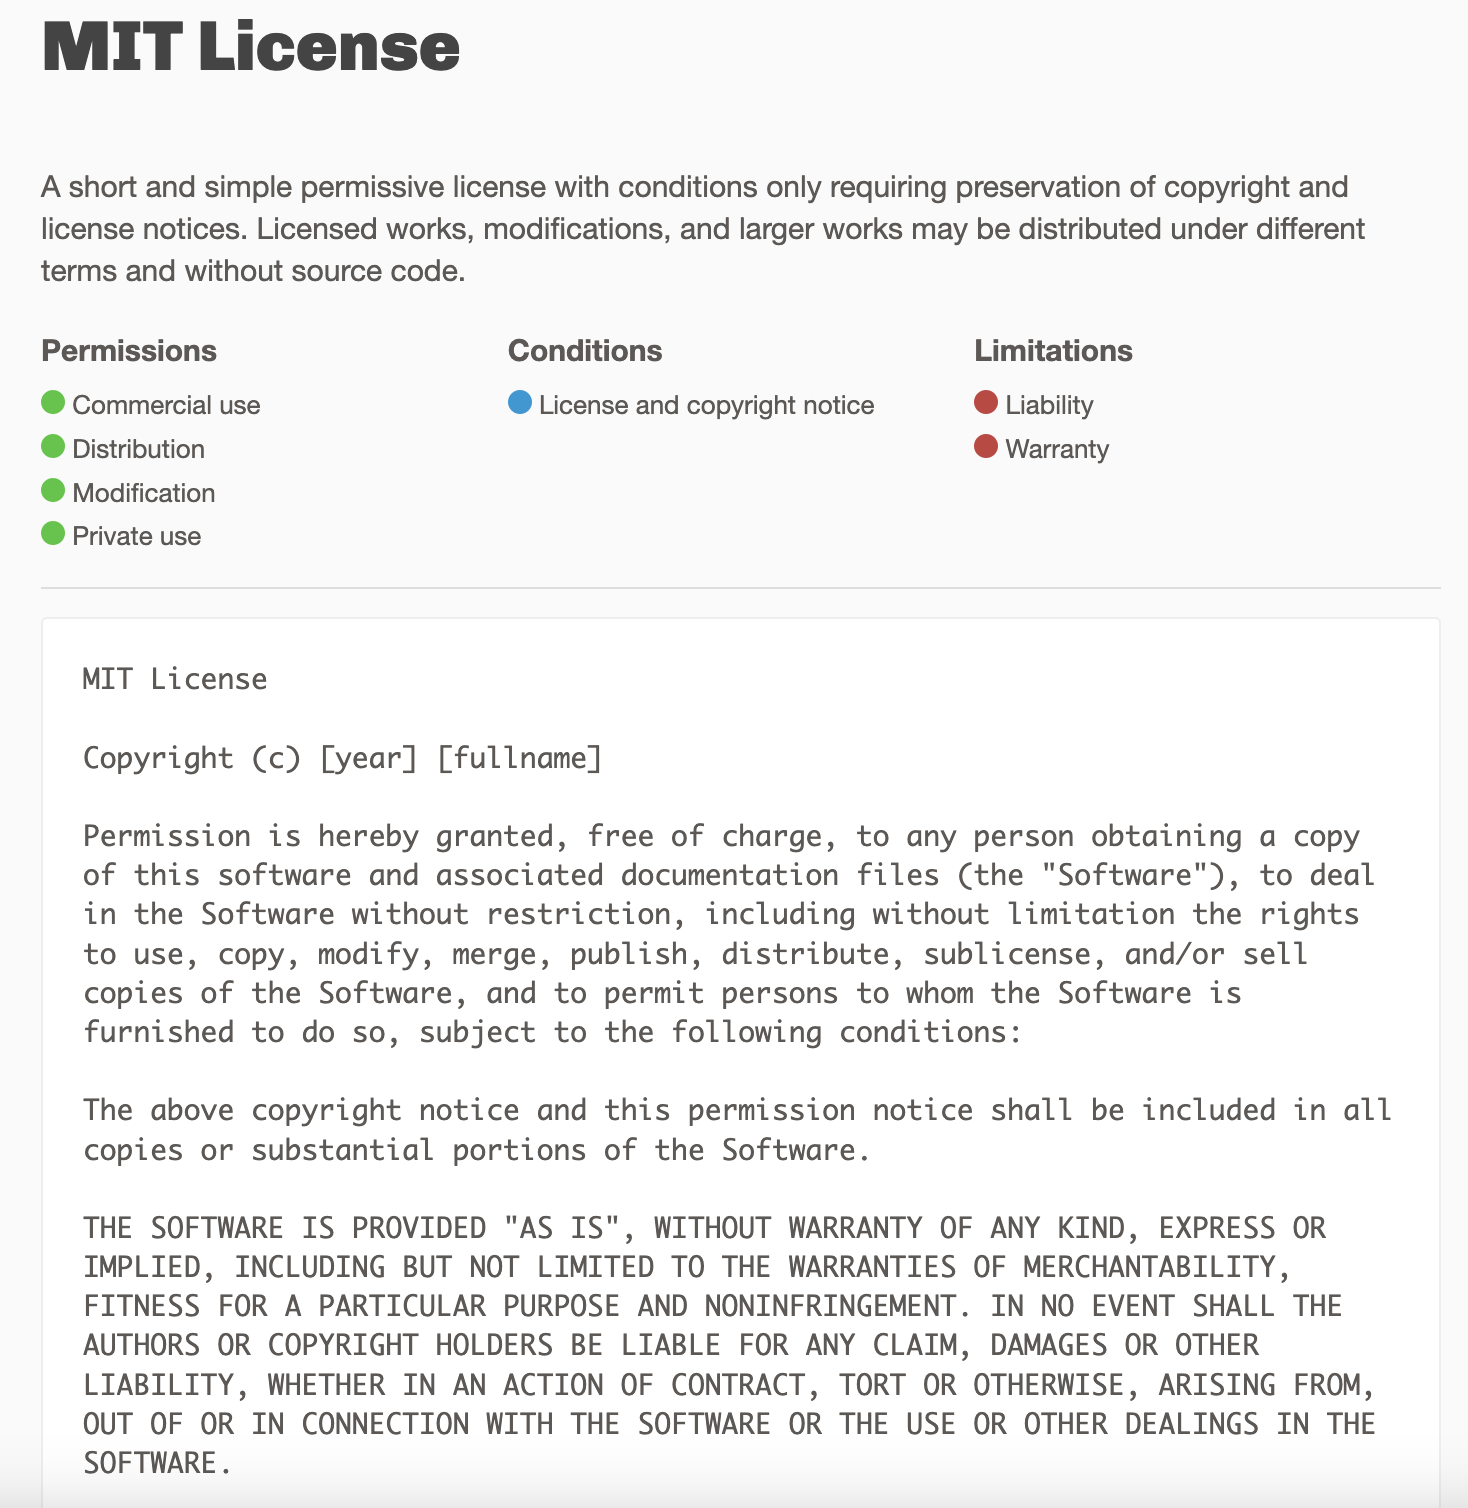 MIT License
A short and simple permissive license with conditions only requiring preservation of copyright and
license notices. Licensed works, modifications, and larger works may be distributed under different
terms and without source code.
Permissions
Commercial use
Distribution
Modification
Private use
Conditions
License and copyright notice
Limitations
Liability
Warranty
MIT License
Copyright (c) [year] [fullname]
Permission is hereby granted, free of charge, to any person obtaining a copy
of this software and associated documentation files (the "Software"), to deal
in the Software without restriction, including without limitation the rights
to use, copy, modify, merge, publish, distribute, sublicense, and/or sell
copies of the Software, and to permit persons to whom the Software is
furnished to do so, subject to the following conditions:
The above copyright notice and this permission notice shall be included in all
copies or substantial portions of the Software.
THE SOFTWARE IS PROVIDED "AS IS", WITHOUT WARRANTY OF ANY KIND, EXPRESS OR
IMPLIED, INCLUDING BUT NOT LIMITED TO THE WARRANTIES OF MERCHANTABILITY,
FITNESS FOR A PARTICULAR PURPOSE AND NONINFRINGEMENT. IN NO EVENT SHALL THE
AUTHORS OR COPYRIGHT HOLDERS BE LIABLE FOR ANY CLAIM, DAMAGES OR OTHER
LIABILITY, WHETHER IN AN ACTION OF CONTRACT, TORT OR OTHERWISE, ARISING FROM,
OUT OF OR IN CONNECTION WITH THE SOFTWARE OR THE USE OR OTHER DEALINGS IN THE
SOFTWARE.